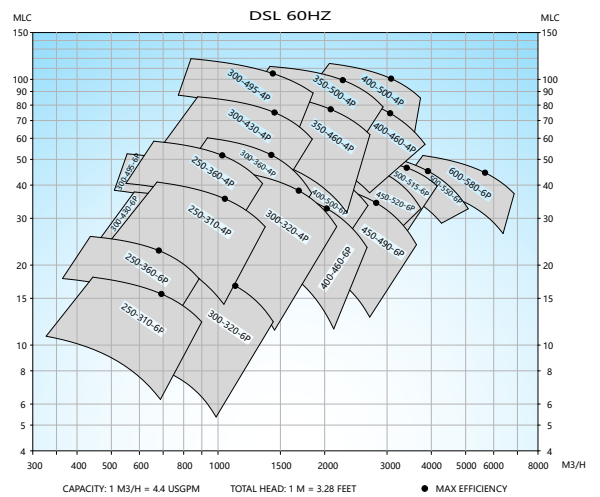 DSL 60HZ
MLC
MLC
150
150
100
100
90
90
80
80
70
70
60
60
50
50
40
40
30
30
20
20
15
15
10
10
8
8
6
6
5
5
4
4
300-495-4P
350-500-4P
400-500-4P
300-430-4P
350-460-4P
400-460-4P
300-495-6P
250-360-4P
300-360-4P
400-500-6P
500-515-6P
500-550-6P
600-580-6P
300-430-6P
250-310-4P
300-320-4P
450-520-6P
450-490-6P
250-360-6P
400-460-6P
250-310-6P
300-320-6P
300 400 500 600 800 1000 1500 2000 3000 4000 5000 6000 8000 M3/H
CAPACITY: 1 M3/H = 4.4 USGPM TOTAL HEAD: 1 M = 3.28 FEET MAX EFFICIENCY